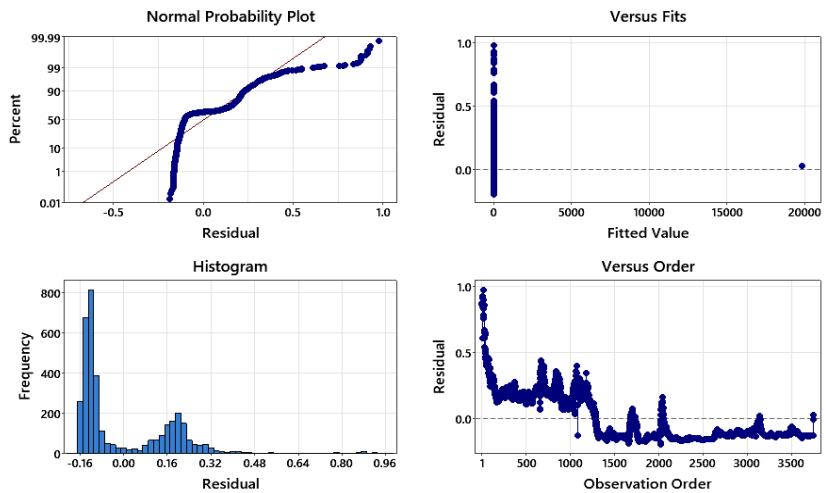 Normal Probability Plot
99.99
99
90
50
10
1
0.01
Percent
-0.5 0.0 0.5 1.0
Residual
Versus Fits
1.0
0.5
0.0
Residual
0 5000 10000 15000 20000
Fitted Value
Histogram
800
600
400
200
0
Frequency
-0.16 0.00 0.16 0.32 0.48 0.64 0.80 0.96
Residual
Versus Order
1.0
0.5
0.0
Residual
1 500 1000 1500 2000 2500 3000 3500
Observation Order